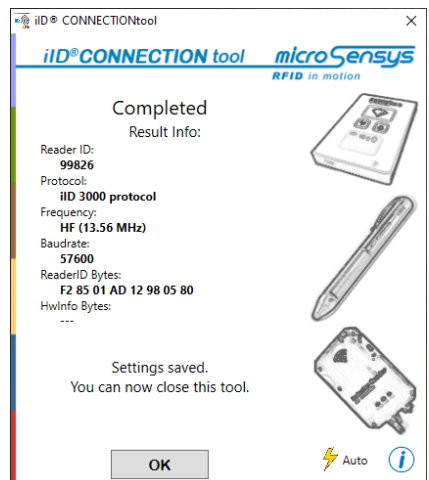 iID® CONNECTIONtool
iID®CONNECTION tool
microSensys
RFID in motion
Completed
Result Info:
Reader ID:
99826
Protocol:
iID 3000 protocol
Frequency:
HF (13.56 MHz)
Baudrate:
57600
ReaderID Bytes:
F2 85 01 AD 12 98 05 80
HwInfo Bytes:
---
Settings saved.
You can now close this tool.
OK
Auto
i